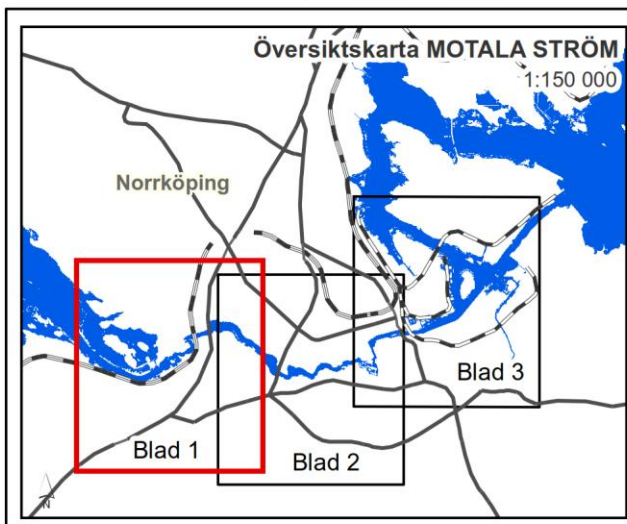 Översiktskarta MOTALA STRÖM
1:150 000
Norrköping
Blad 3
Blad 1
Blad 2
N